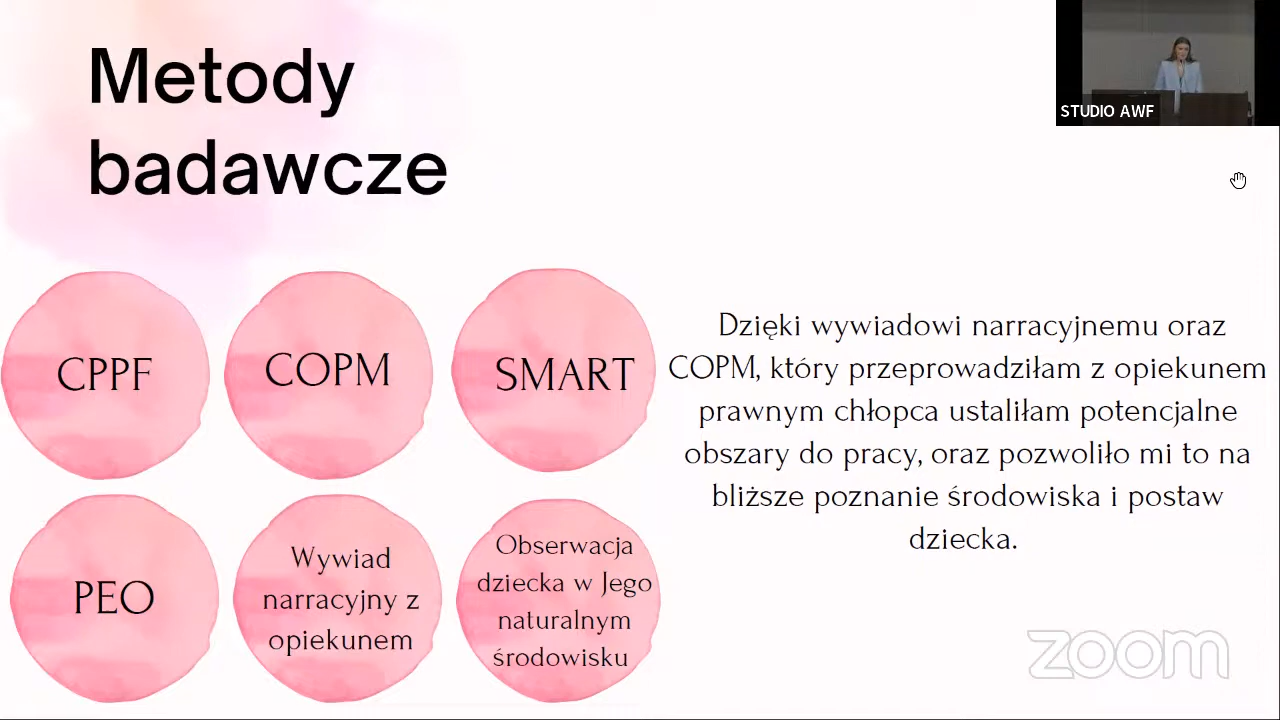 Metody
badawcze
STUDIO AWF
CPPF
COPM
SMART
PEO
Wywiad
narracyjny z
opiekunem
Obserwacja
dziecka w Jego
naturalnym
środowisku
Dzięki wywiadowi narracyjnemu oraz
COPM, który przeprowadziłam z opiekunem
prawnym chłopca ustaliłam potencjalne
obszary do pracy, oraz pozwoliło mi to na
bliższe poznanie środowiska i postaw
dziecka.
zoom